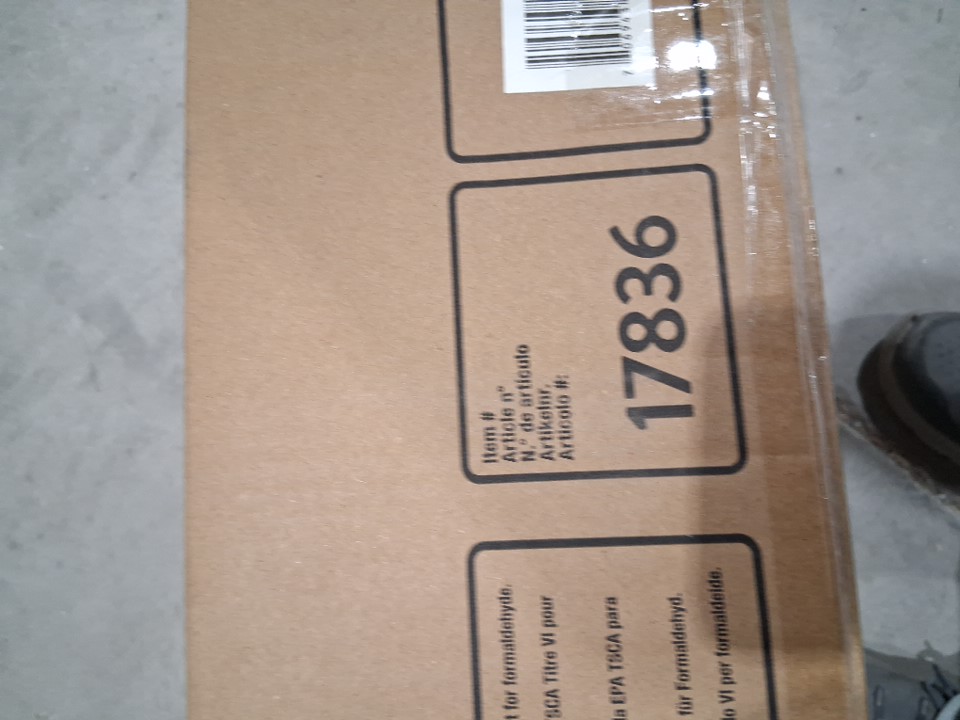 Item #
Article n°
N.° de artículo
Artikelnr.
Articolo #:
17836
t for formaldehyde.
SCA Titre VI pour
la EPA TSCA para
für Formaldehyd.
lo VI per formaldeide.